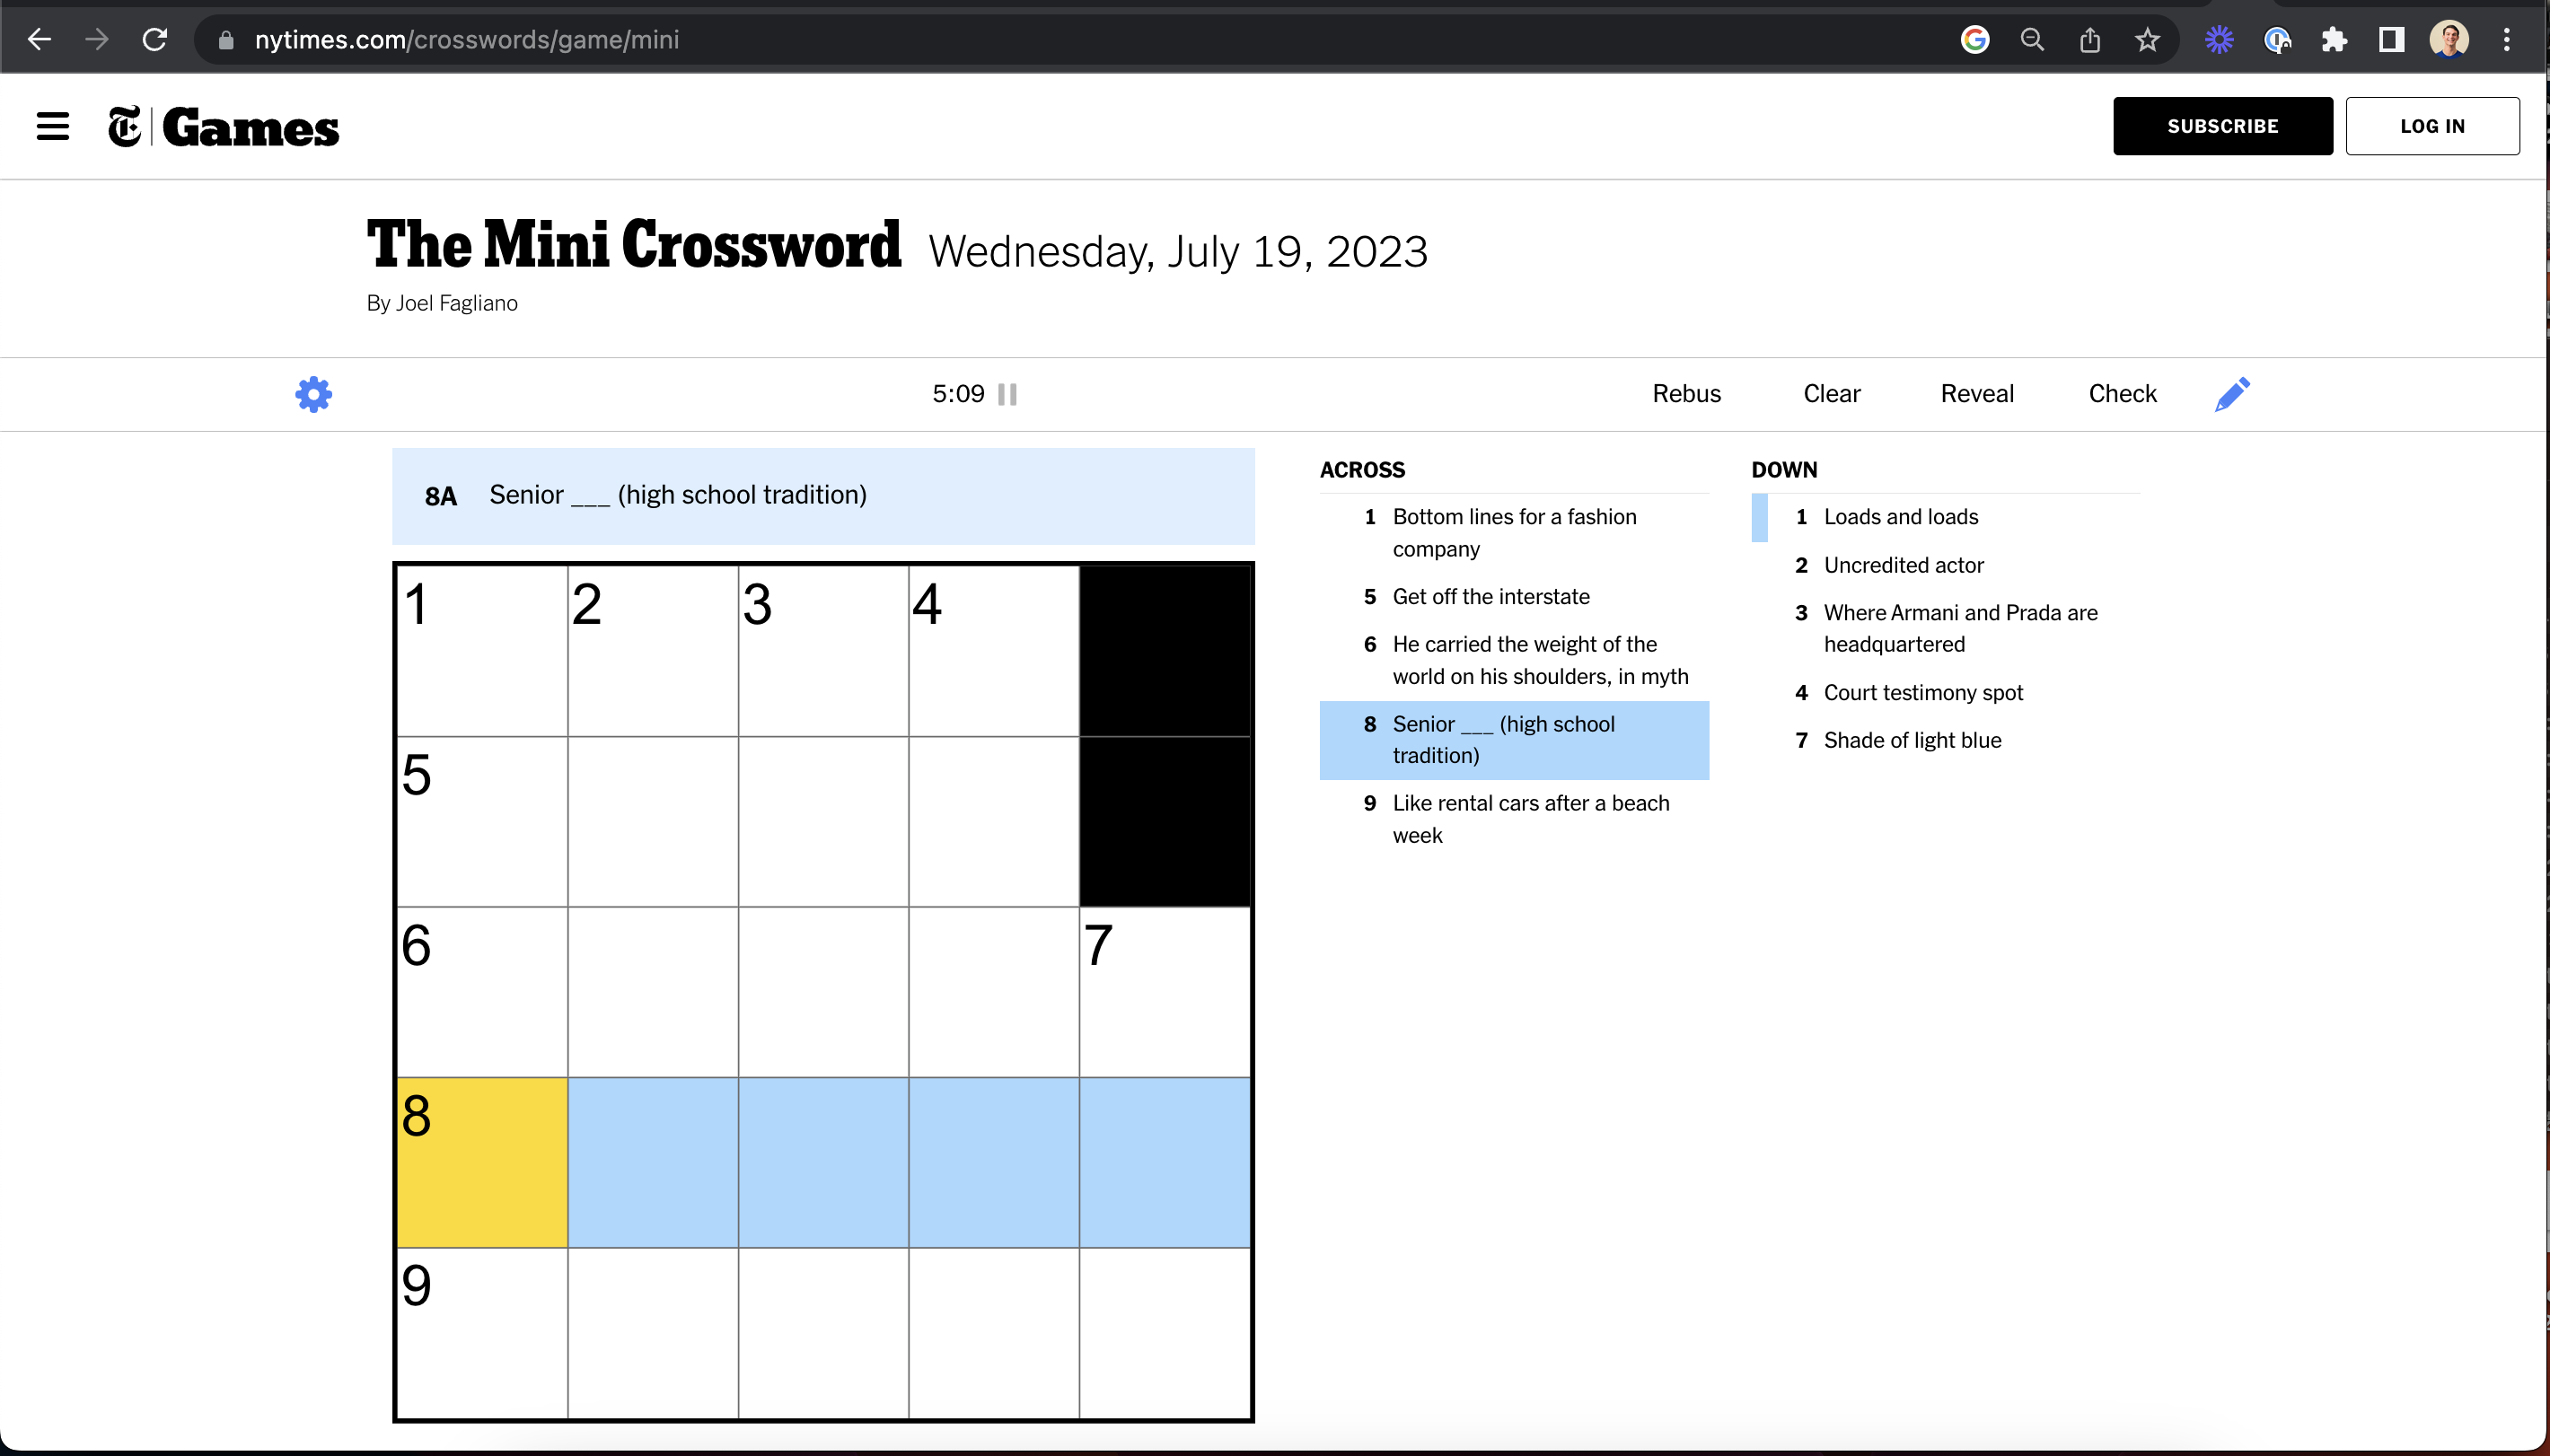 nytimes.com/crosswords/game/mini
Games
SUBSCRIBE
LOG IN
The Mini Crossword Wednesday, July 19, 2023
By Joel Fagliano
5:09
Rebus
Clear
Reveal
Check
8A Senior ___ (high school tradition)
1
2
3
4
5
6
7
8
9
ACROSS
1 Bottom lines for a fashion
company
5 Get off the interstate
6 He carried the weight of the
world on his shoulders, in myth
8 Senior ___ (high school
tradition)
9 Like rental cars after a beach
week
DOWN
1 Loads and loads
2 Uncredited actor
3 Where Armani and Prada are
headquartered
4 Court testimony spot
7 Shade of light blue